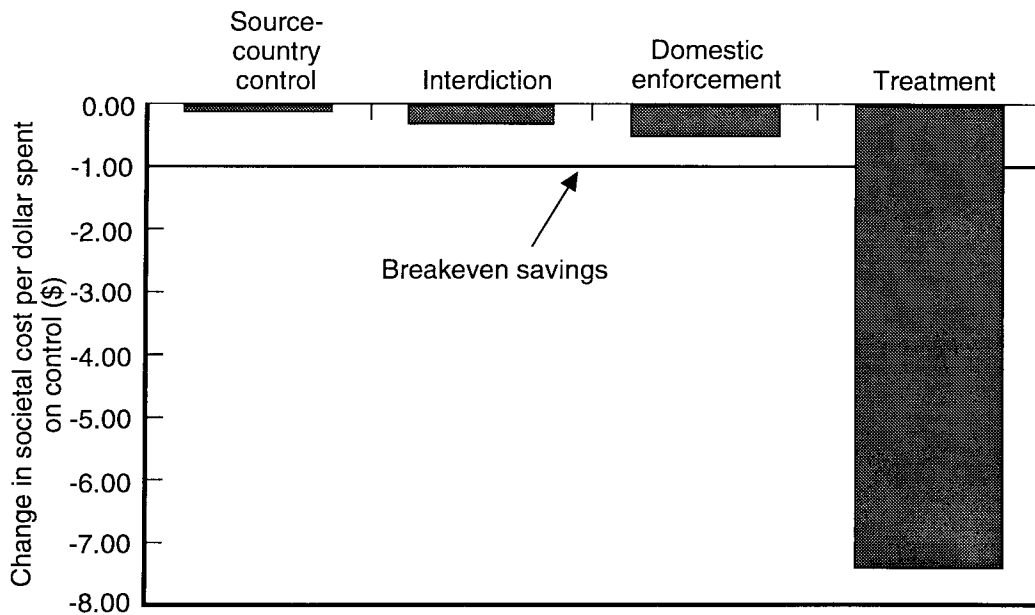 Source-
country
control
Interdiction
Domestic
enforcement
Treatment
0.00
-1.00
-2.00
-3.00
-4.00
-5.00
-6.00
-7.00
-8.00
Breakeven savings
Change in societal cost per dollar spent
on control ($)